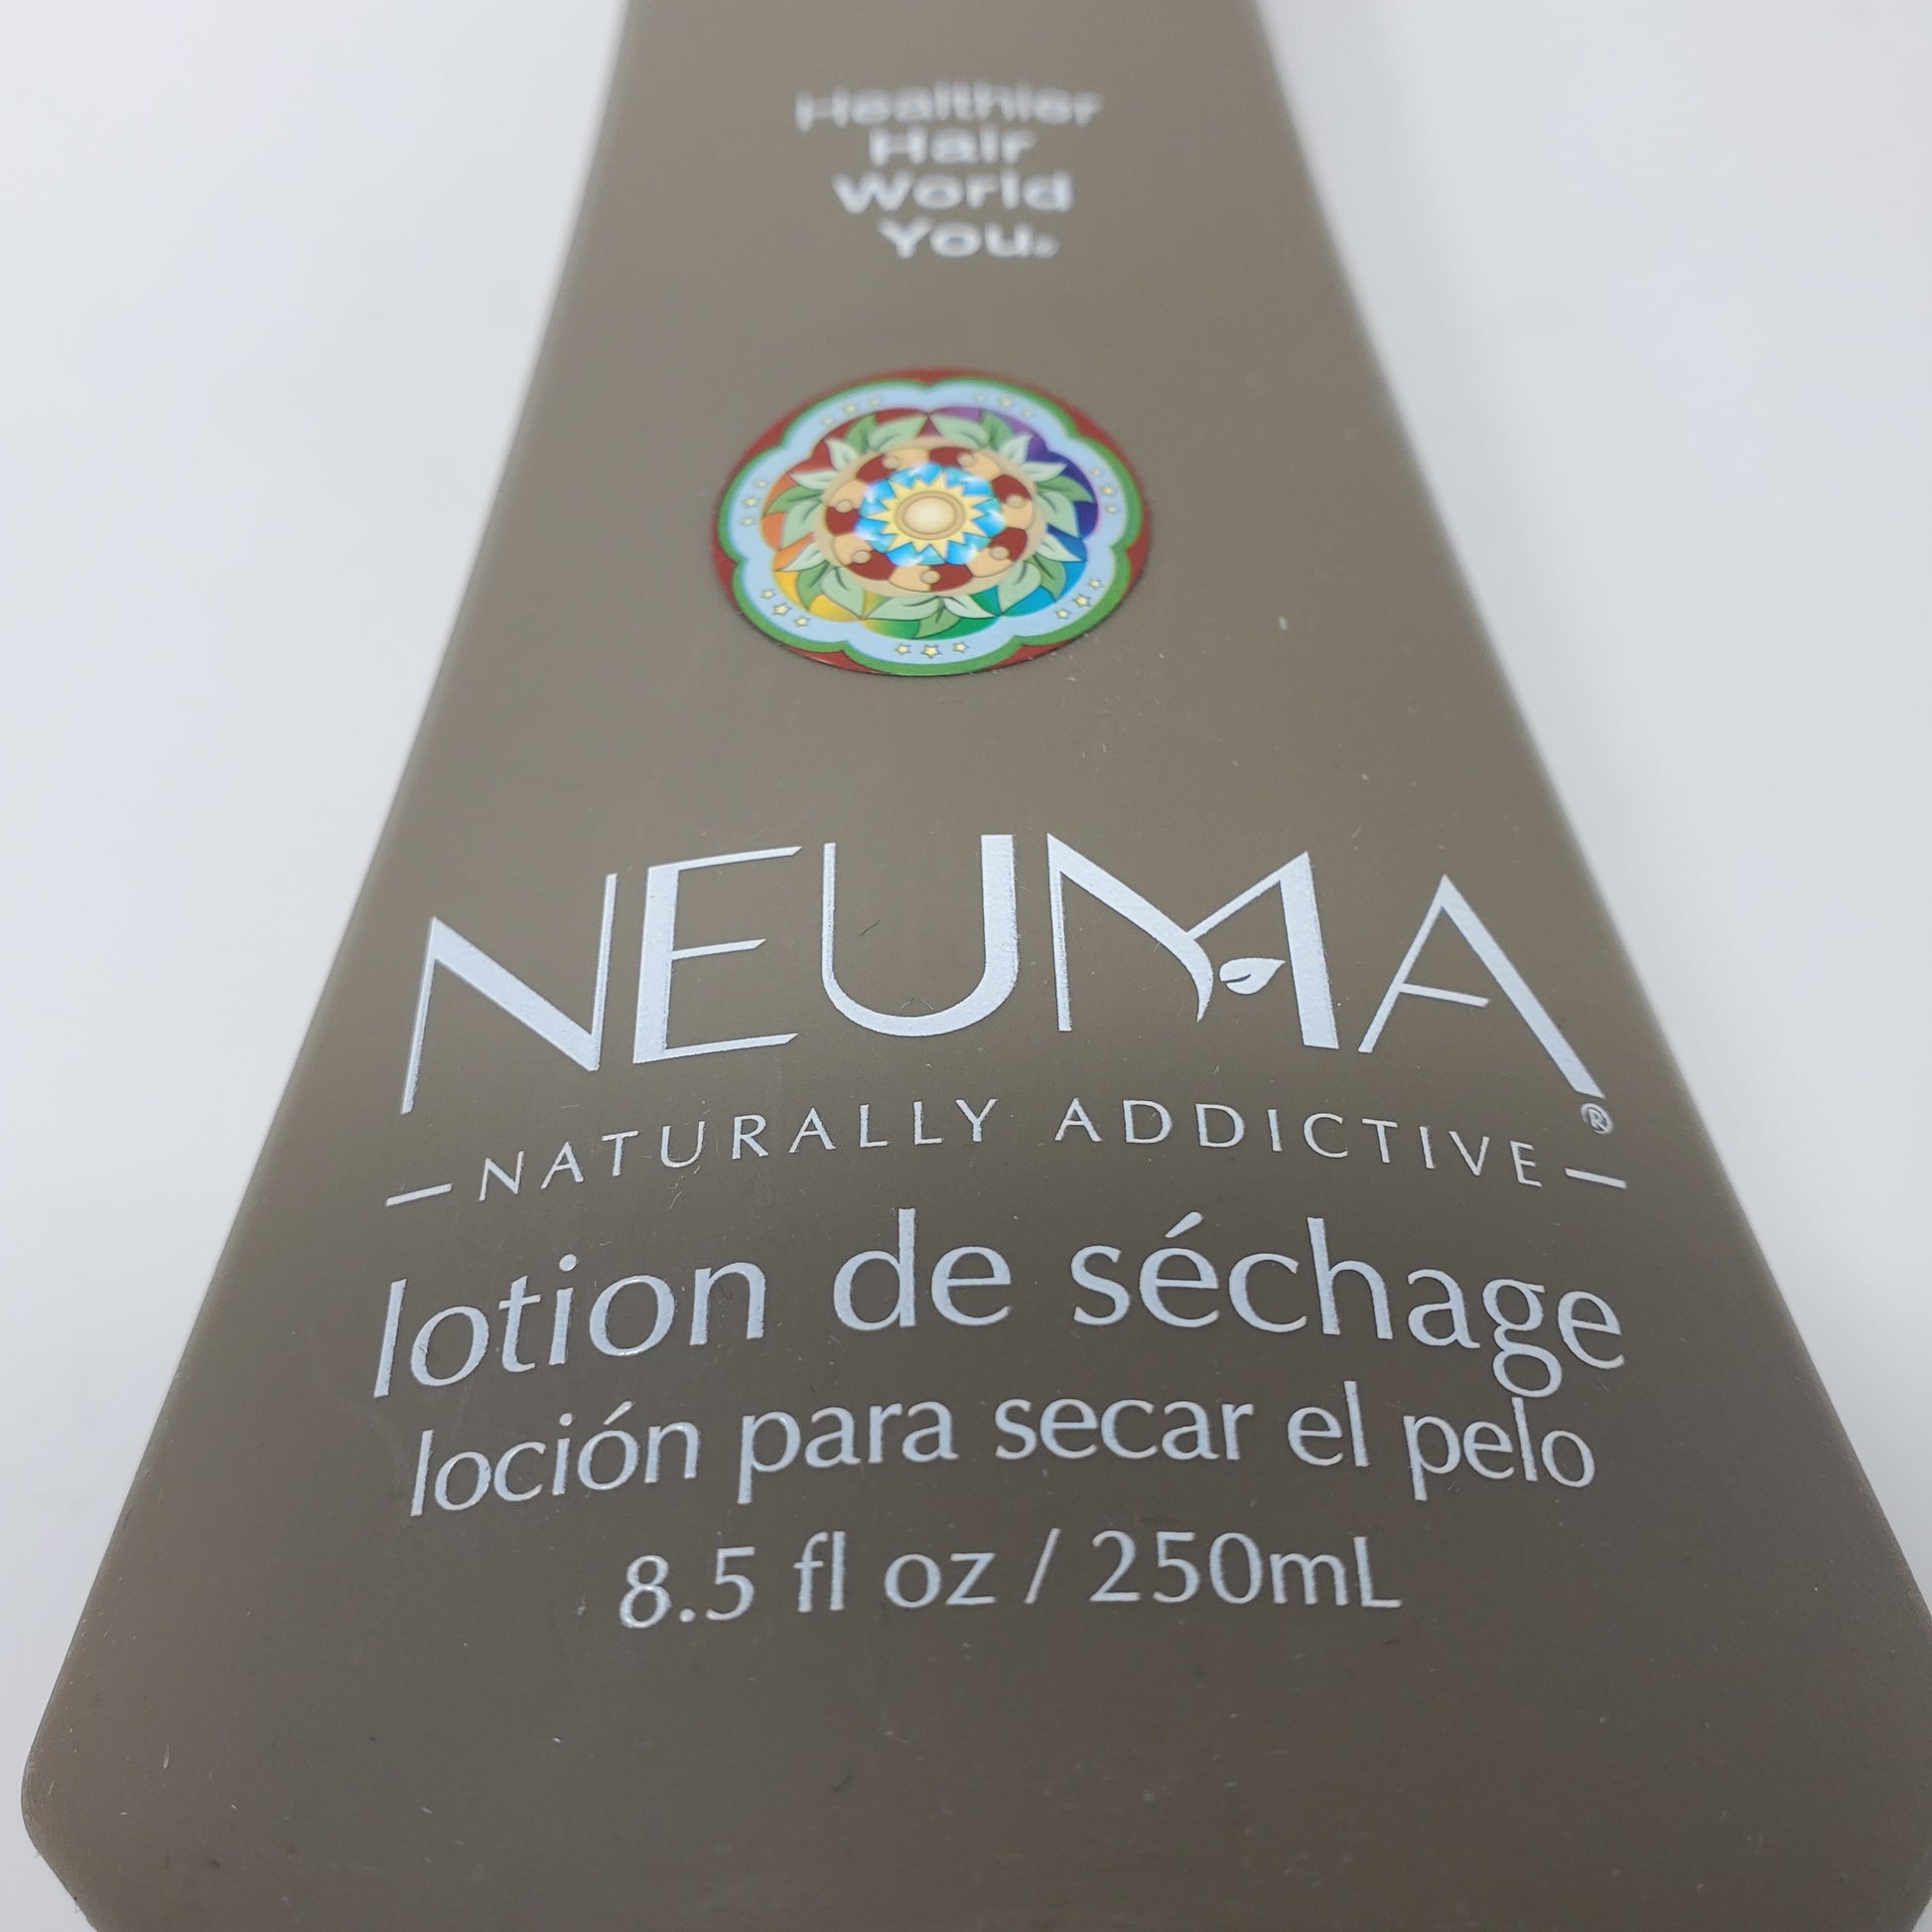 Healthier
Hair
World
You®
NEUMA®
— NATURALLY ADDICTIVE —
lotion de séchage
loción para secar el pelo
8.5 fl oz / 250mL